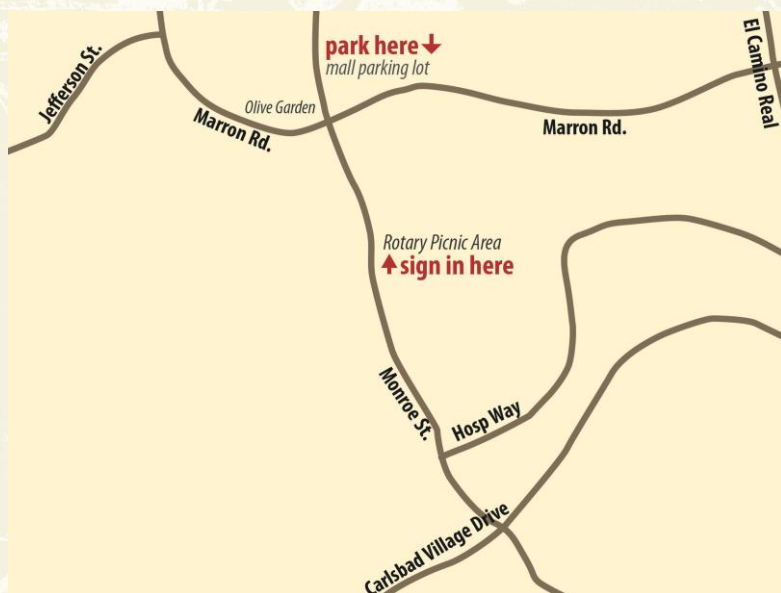 park here
mall parking lot
El Camino Real
Jefferson St.
Olive Garden
Marron Rd.
Marron Rd.
Rotary Picnic Area
sign in here
Monroe St.
Hosp Way
Carlsbad Village Drive